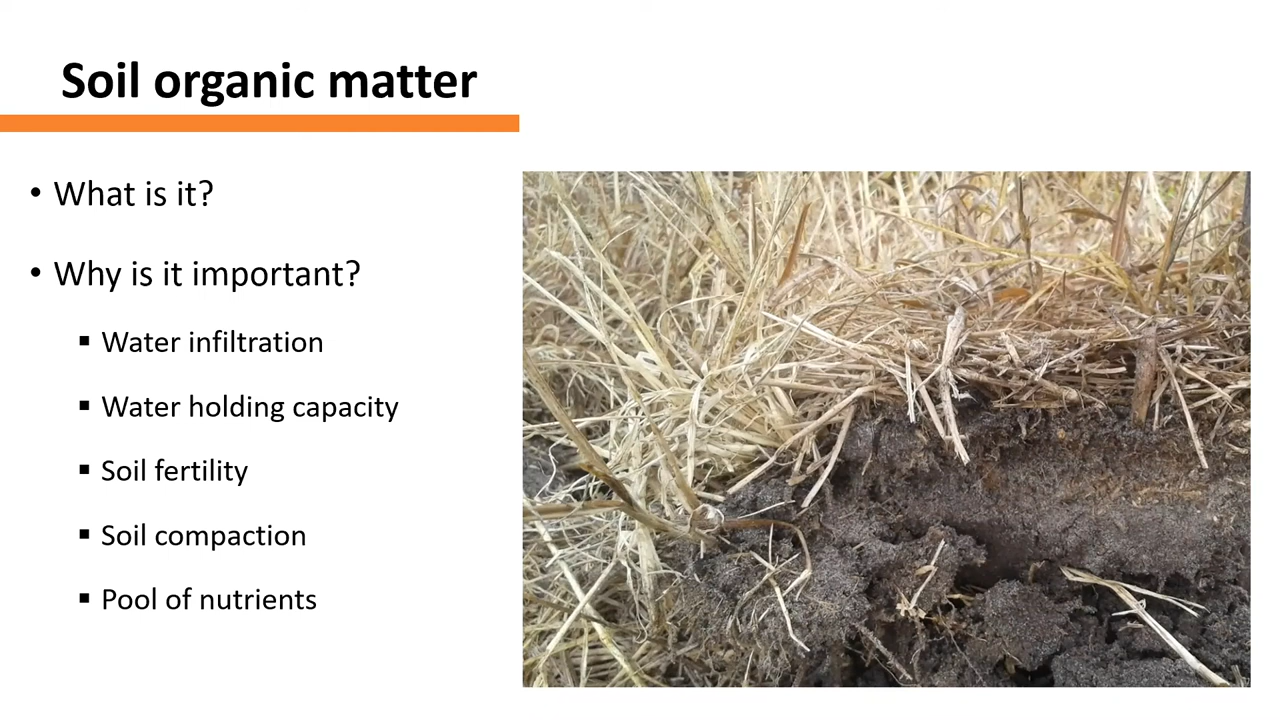 Soil organic matter
• What is it?
• Why is it important?
▪ Water infiltration
▪ Water holding capacity
▪ Soil fertility
▪ Soil compaction
▪ Pool of nutrients